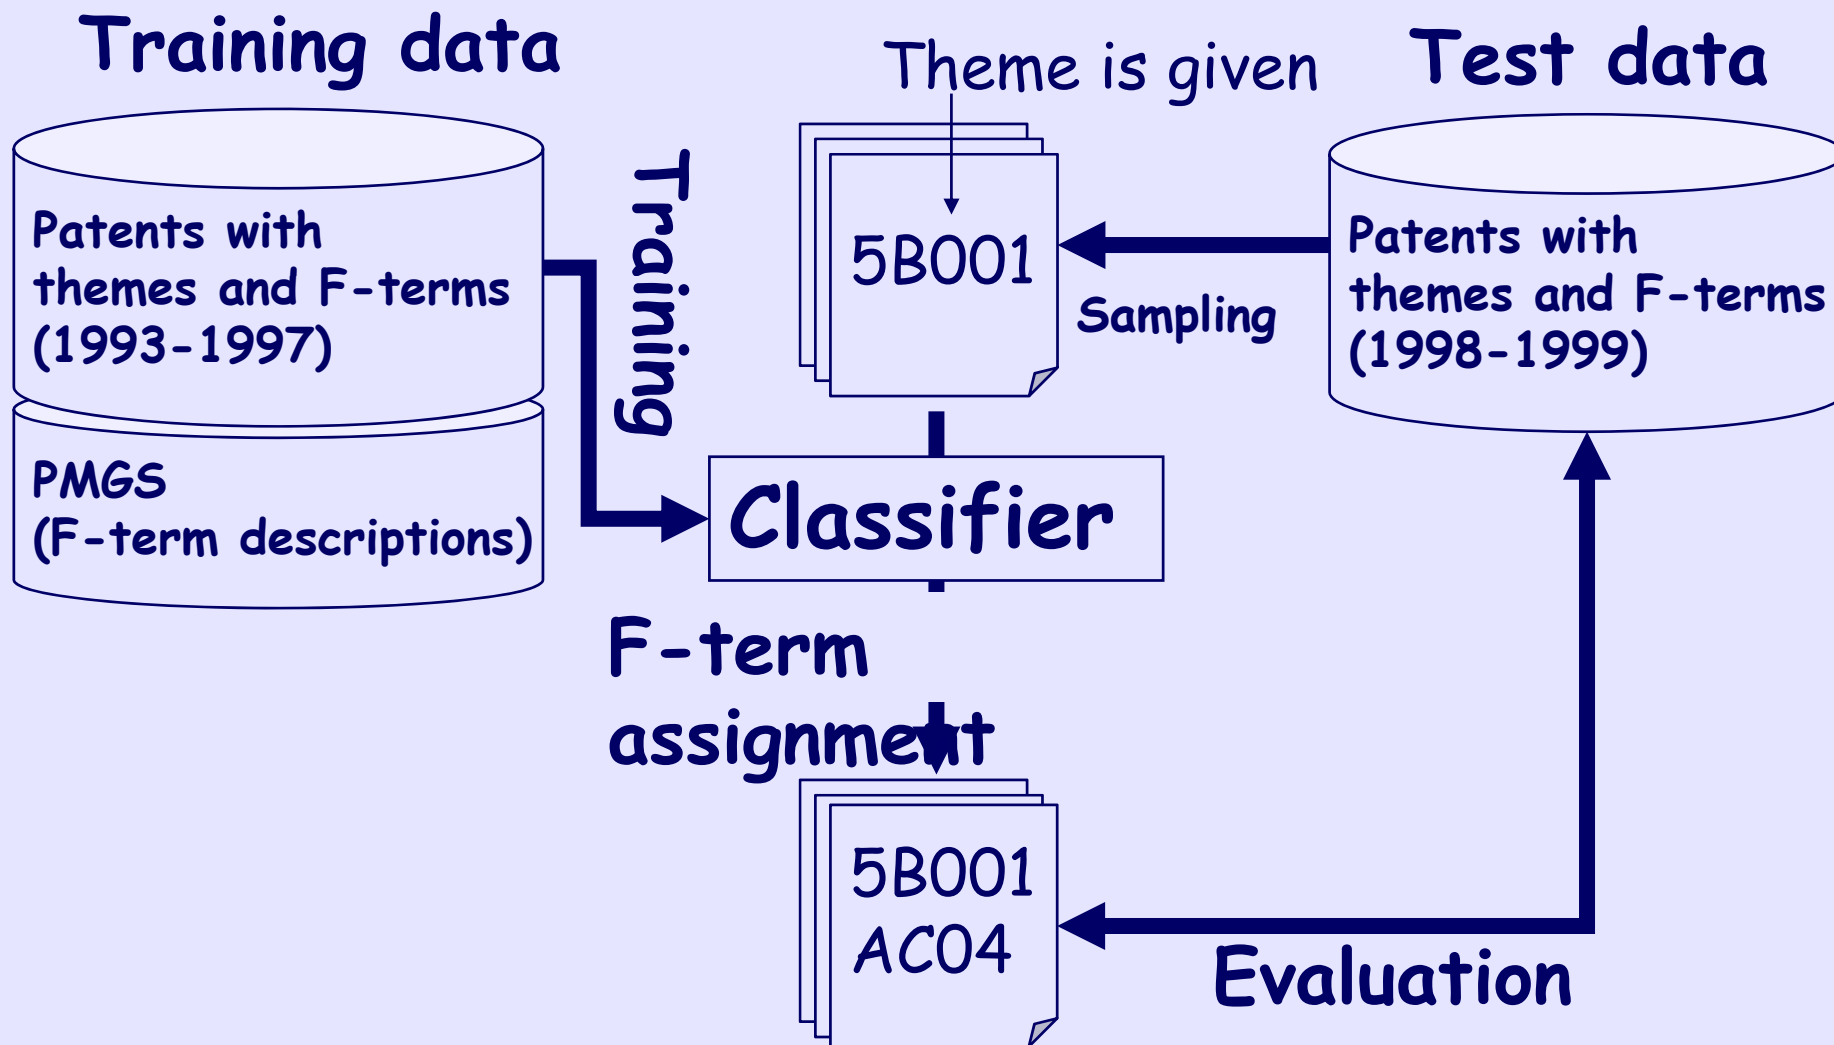 Training data
Patents with
themes and F-terms
(1993-1997)
PMGS
(F-term descriptions)
Training
Theme is given
5B001
Sampling
Test data
Patents with
themes and F-terms
(1998-1999)
Classifier
F-term
assignment
5B001
AC04
Evaluation